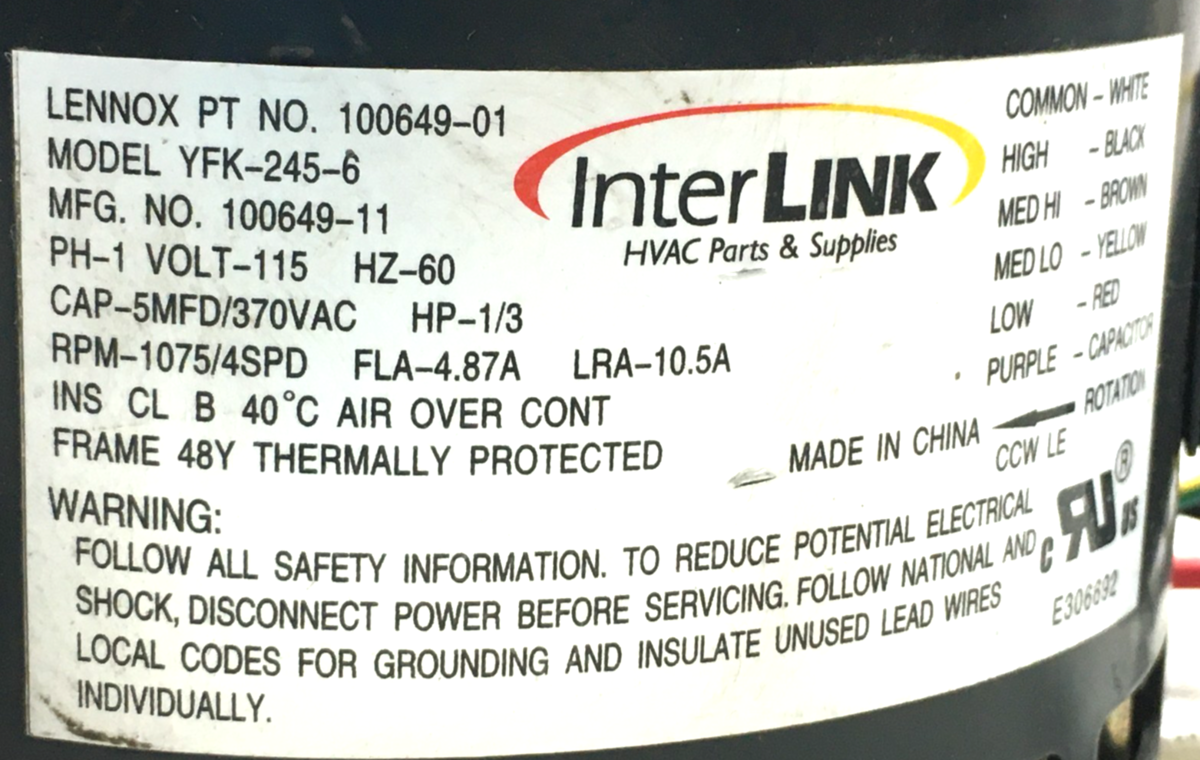 LENNOX PT NO. 100649-01
MODEL YFK-245-6
MFG. NO. 100649-11
PH-1 VOLT-115 HZ-60
CAP-5MFD/370VAC HP-1/3
RPM-1075/4SPD FLA-4.87A LRA-10.5A
INS CL B 40°C AIR OVER CONT
FRAME 48Y THERMALLY PROTECTED
InterLINK
HVAC Parts & Supplies
COMMON - WHITE
HIGH - BLACK
MED HI - BROWN
MED LO - YELLOW
LOW - RED
PURPLE - CAPACITOR
ROTATION
MADE IN CHINA
CCW LE
WARNING:
FOLLOW ALL SAFETY INFORMATION. TO REDUCE POTENTIAL ELECTRICAL
SHOCK, DISCONNECT POWER BEFORE SERVICING. FOLLOW NATIONAL AND
LOCAL CODES FOR GROUNDING AND INSULATE UNUSED LEAD WIRES
INDIVIDUALLY.
c RU US ®
E306692